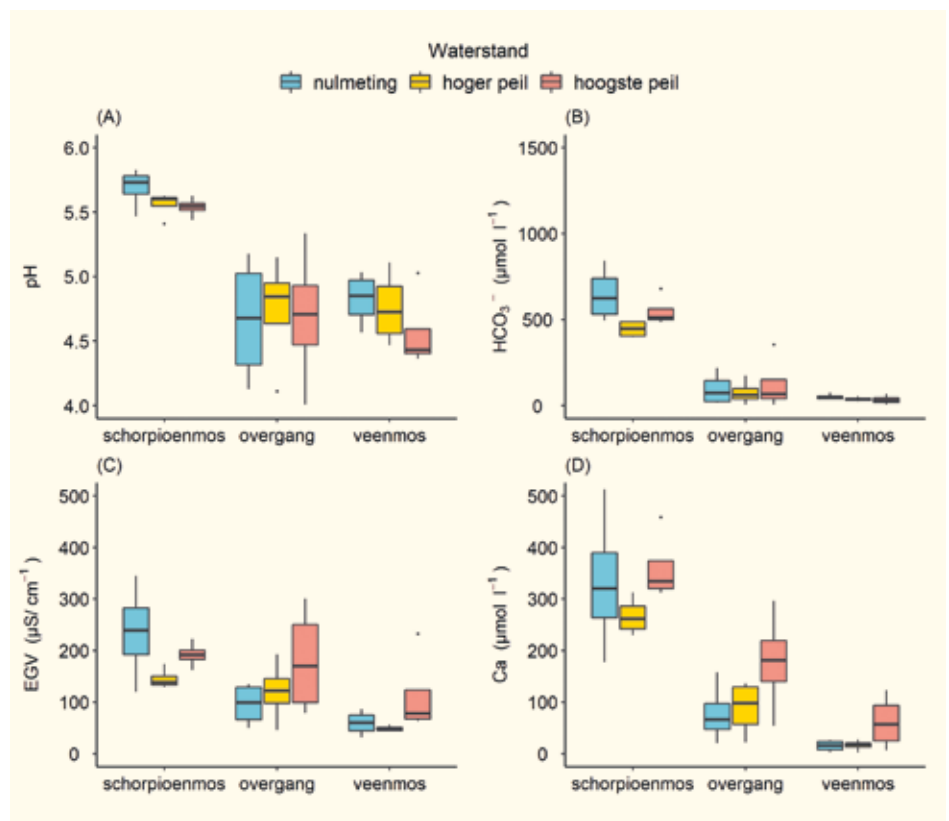 Waterstand
nulmeting hoger peil hoogste peil
(A)
pH
6.0
5.5
5.0
4.5
4.0
schorpioenmos overgang veenmos
(B)
HCO₃⁻ (µmol l⁻¹)
1500
1000
500
0
schorpioenmos overgang veenmos
(C)
EGV (µS/ cm⁻¹)
500
400
300
200
100
0
schorpioenmos overgang veenmos
(D)
Ca (µmol l⁻¹)
500
400
300
200
100
0
schorpioenmos overgang veenmos